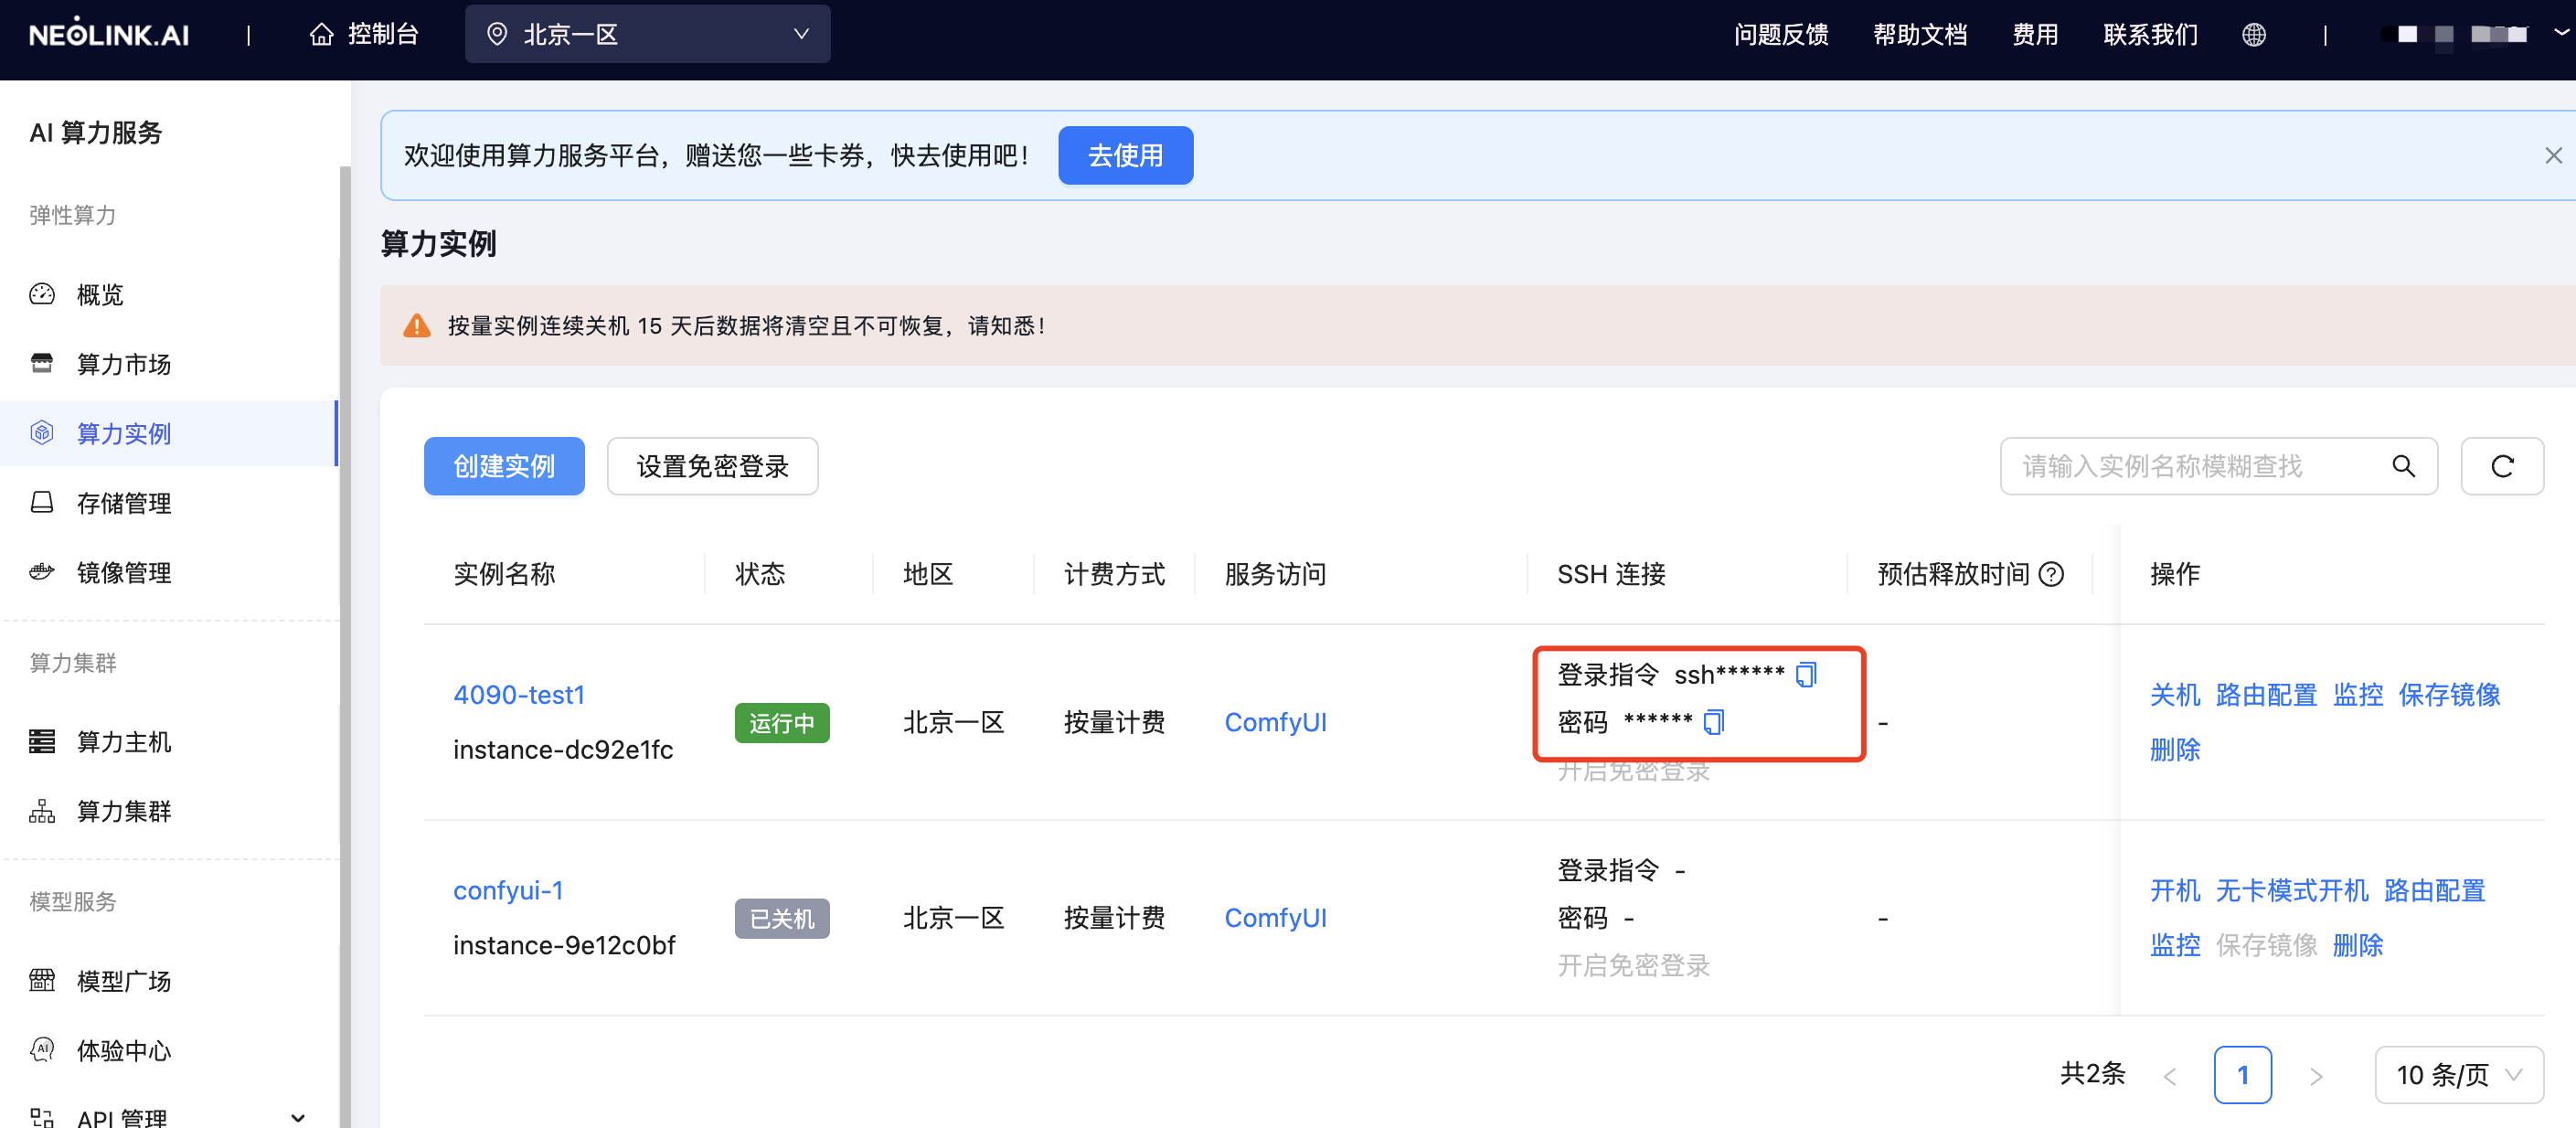 NEOLINK.AI | 控制台 北京一区 问题反馈 帮助文档 费用 联系我们 |
AI 算力服务
弹性算力
概览
算力市场
算力实例
存储管理
镜像管理
算力集群
算力主机
算力集群
模型服务
模型广场
体验中心
API 管理
欢迎使用算力服务平台，赠送您一些卡券，快去使用吧！ 去使用
算力实例
按量实例连续关机 15 天后数据将清空且不可恢复，请知悉！
创建实例 设置免密登录 请输入实例名称模糊查找
实例名称 状态 地区 计费方式 服务访问 SSH 连接 预估释放时间 操作
4090-test1
instance-dc92e1fc
运行中
北京一区
按量计费
ComfyUI
登录指令 ssh******
密码 ******
开启免密登录
-
关机 路由配置 监控 保存镜像
删除
confyui-1
instance-9e12c0bf
已关机
北京一区
按量计费
ComfyUI
登录指令 -
密码 -
开启免密登录
-
开机 无卡模式开机 路由配置
监控 保存镜像 删除
共2条 < 1 > 10 条/页